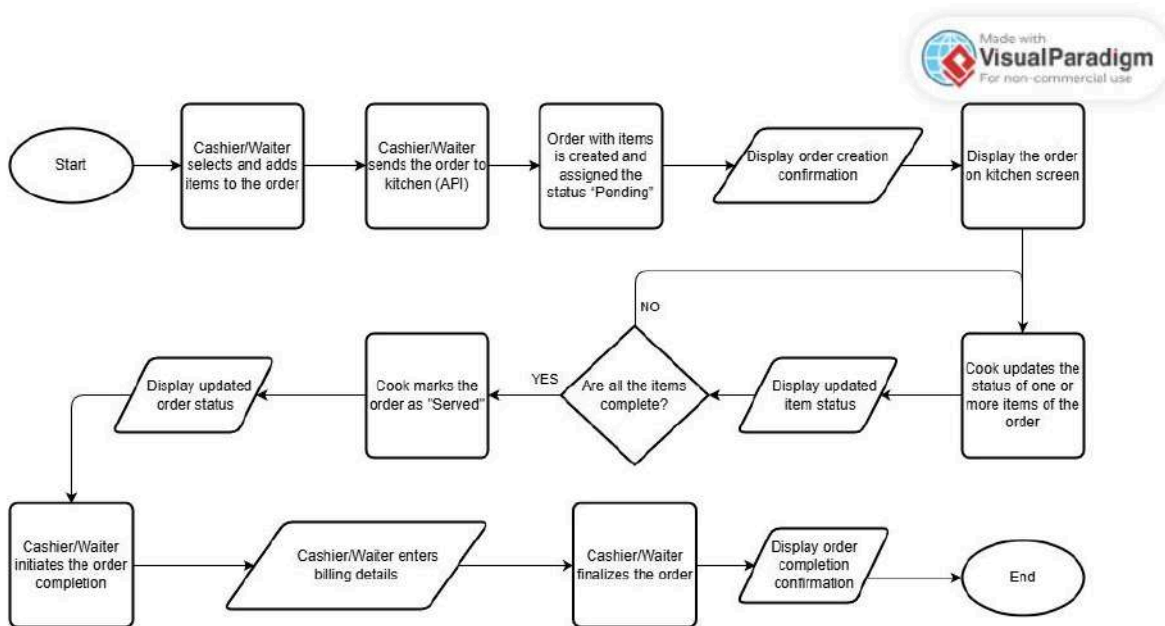 Made with
VisualParadigm
For non-commercial use
Start
Cashier/Waiter
selects and adds
items to the order
Cashier/Waiter
sends the order to
kitchen (API)
Order with items
is created and
assigned the
status "Pending"
Display order creation
confirmation
Display the order
on kitchen screen
NO
Cook updates the
status of one or
more items of the
order
Display updated
item status
Are all the items
complete?
YES
Cook marks the
order as "Served"
Display updated
order status
Cashier/Waiter
initiates the order
completion
Cashier/Waiter enters
billing details
Cashier/Waiter
finalizes the order
Display order
completion
confirmation
End